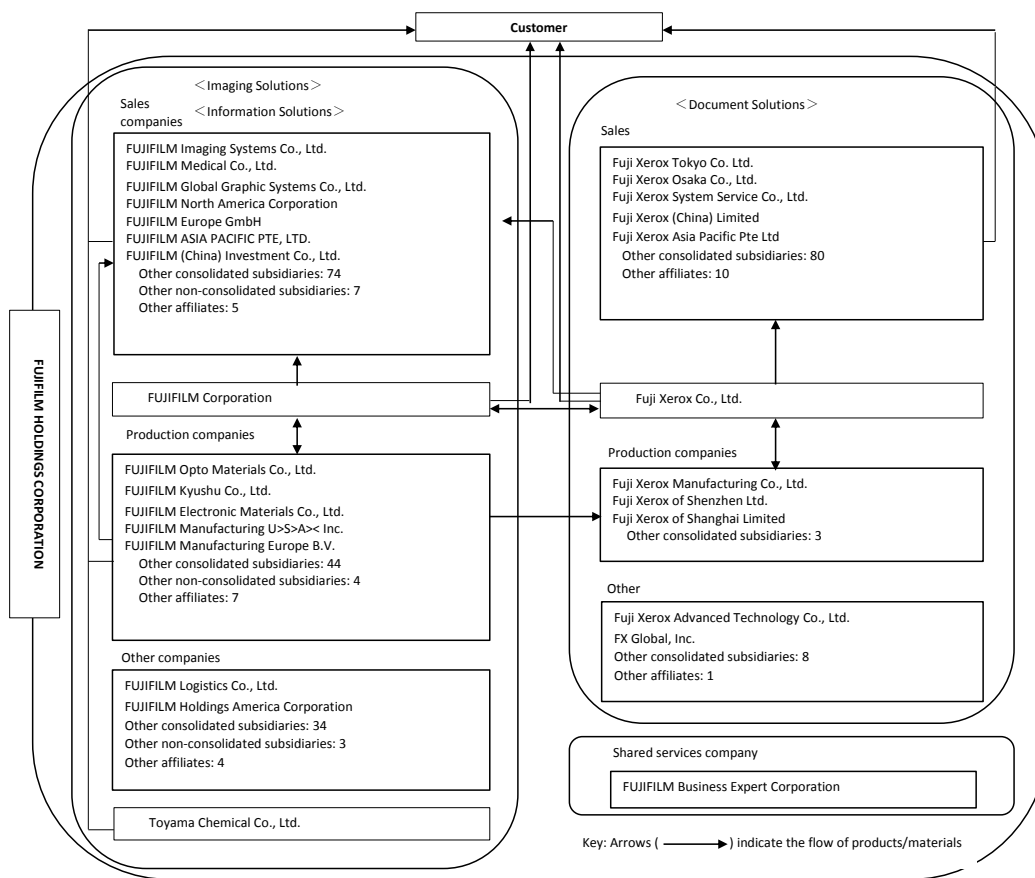 Customer
FUJIFILM HOLDINGS CORPORATION
<Imaging Solutions>
<Information Solutions>
Sales
companies
FUJIFILM Imaging Systems Co., Ltd.
FUJIFILM Medical Co., Ltd.
FUJIFILM Global Graphic Systems Co., Ltd.
FUJIFILM North America Corporation
FUJIFILM Europe GmbH
FUJIFILM ASIA PACIFIC PTE, LTD.
FUJIFILM (China) Investment Co., Ltd.
Other consolidated subsidiaries: 74
Other non-consolidated subsidiaries: 7
Other affiliates: 5
FUJIFILM Corporation
Production companies
FUJIFILM Opto Materials Co., Ltd.
FUJIFILM Kyushu Co., Ltd.
FUJIFILM Electronic Materials Co., Ltd.
FUJIFILM Manufacturing U>S>A>< Inc.
FUJIFILM Manufacturing Europe B.V.
Other consolidated subsidiaries: 44
Other non-consolidated subsidiaries: 4
Other affiliates: 7
Other companies
FUJIFILM Logistics Co., Ltd.
FUJIFILM Holdings America Corporation
Other consolidated subsidiaries: 34
Other non-consolidated subsidiaries: 3
Other affiliates: 4
Toyama Chemical Co., Ltd.
<Document Solutions>
Sales
Fuji Xerox Tokyo Co. Ltd.
Fuji Xerox Osaka Co., Ltd.
Fuji Xerox System Service Co., Ltd.
Fuji Xerox (China) Limited
Fuji Xerox Asia Pacific Pte Ltd
Other consolidated subsidiaries: 80
Other affiliates: 10
Fuji Xerox Co., Ltd.
Production companies
Fuji Xerox Manufacturing Co., Ltd.
Fuji Xerox of Shenzhen Ltd.
Fuji Xerox of Shanghai Limited
Other consolidated subsidiaries: 3
Other
Fuji Xerox Advanced Technology Co., Ltd.
FX Global, Inc.
Other consolidated subsidiaries: 8
Other affiliates: 1
Shared services company
FUJIFILM Business Expert Corporation
Key: Arrows ( ) indicate the flow of products/materials